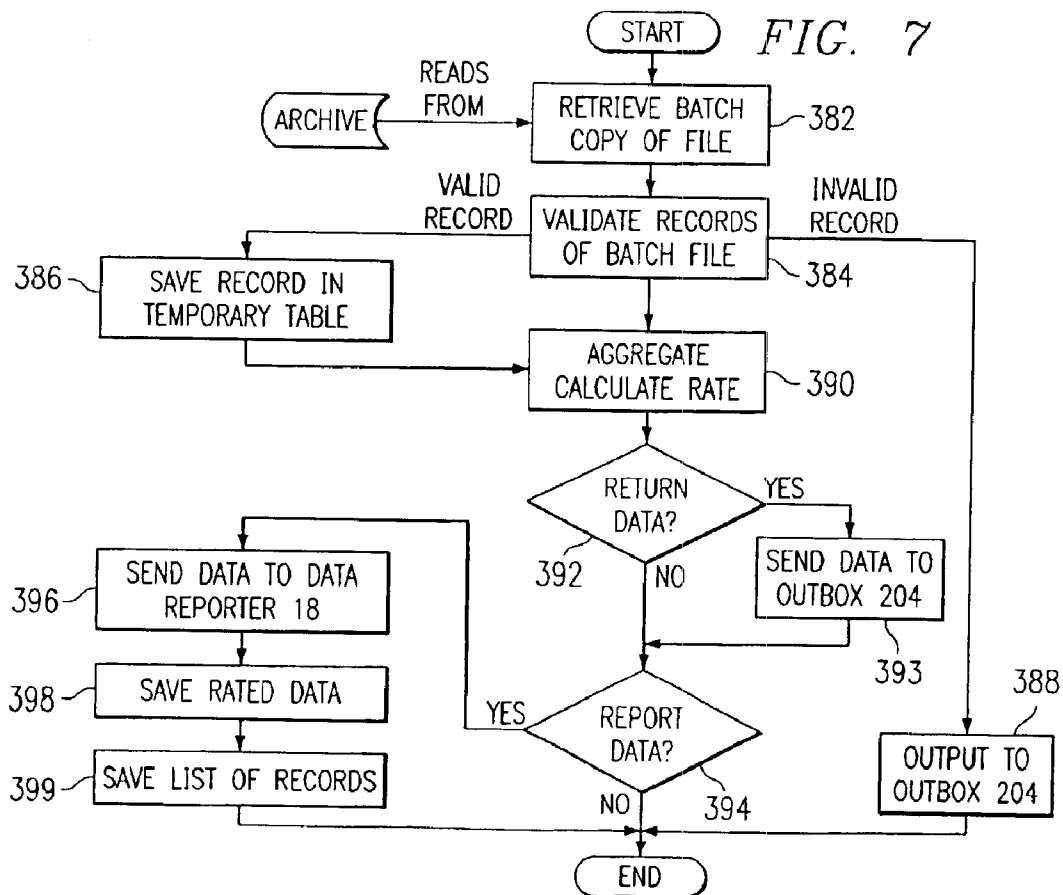 START
FIG. 7
READS
FROM
ARCHIVE
RETRIEVE BATCH
COPY OF FILE
382
VALID
RECORD
INVALID
RECORD
VALIDATE RECORDS
OF BATCH FILE
384
386
SAVE RECORD IN
TEMPORARY TABLE
AGGREGATE
CALCULATE RATE
390
RETURN
DATA?
YES
392
NO
SEND DATA TO
OUTBOX 204
393
396
SEND DATA TO DATA
REPORTER 18
398
SAVE RATED DATA
399
SAVE LIST OF RECORDS
YES
REPORT
DATA?
394
NO
388
OUTPUT TO
OUTBOX 204
END